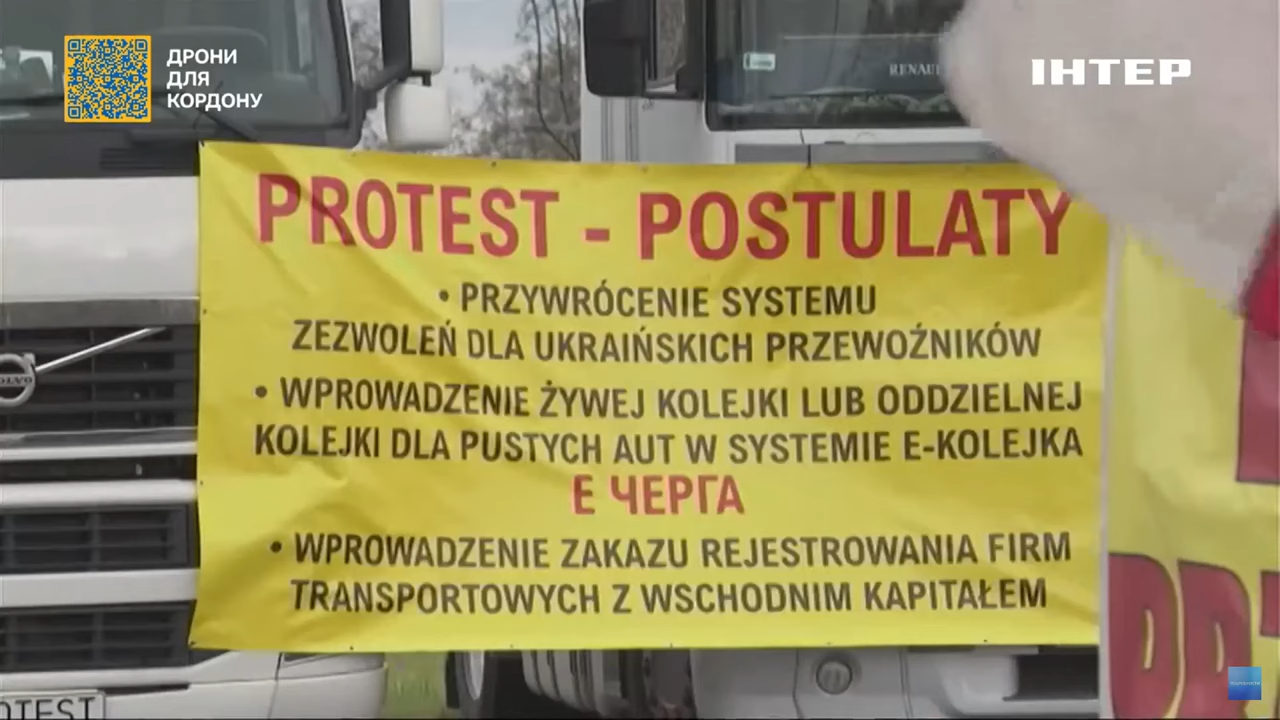 ДРОНИ
ДЛЯ
КОРДОНУ
ІНТЕР
RENAUL
PROTEST - POSTULATY
• PRZYWRÓCENIE SYSTEMU
ZEZWOLEŃ DLA UKRAIŃSKICH PRZEWOŹNIKÓW
• WPROWADZENIE ŻYWEJ KOLEJKI LUB ODDZIELNEJ
KOLEJKI DLA PUSTYCH AUT W SYSTEMIE E-KOLEJKA
Е ЧЕРГА
• WPROWADZENIE ZAKAZU REJESTROWANIA FIRM
TRANSPORTOWYCH Z WSCHODNIM KAPITAŁEM
VOLVO
OTEST